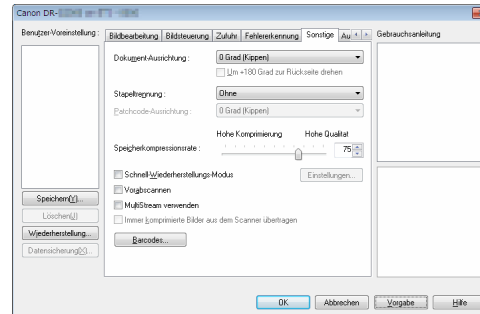 Canon DR-
Benutzer-Voreinstellung :
Bildbearbeitung Bildsteuerung Zufuhr Fehlererkennung Sonstige Au
Gebrauchsanleitung
Dokument-Ausrichtung : 0 Grad (Kippen)
Um +180 Grad zur Rückseite drehen
Stapeltrennung : Ohne
Patchcode-Ausrichtung : 0 Grad (Kippen)
Hohe Komprimierung Hohe Qualitat
Speicherkompressionsrate : 75
Schnell-Wiederherstellungs-Modus Einstellungen...
Vorabscannen
MultiStream verwenden
Immer komprimierte Bilder aus dem Scanner übertragen
Barcodes...
Speichern(Y)...
Löschen(J)
Wiederherstellung...
Datensicherung(X)...
OK Abbrechen Vorgabe Hilfe